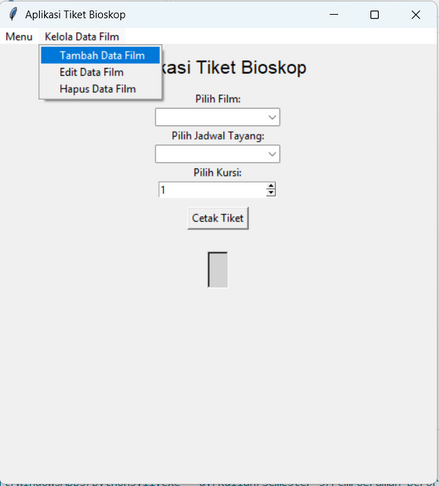 Aplikasi Tiket Bioskop
Menu Kelola Data Film
Tambah Data Film
Edit Data Film
Hapus Data Film
kasi Tiket Bioskop
Pilih Film:
Pilih Jadwal Tayang:
Pilih Kursi:
1
Cetak Tiket